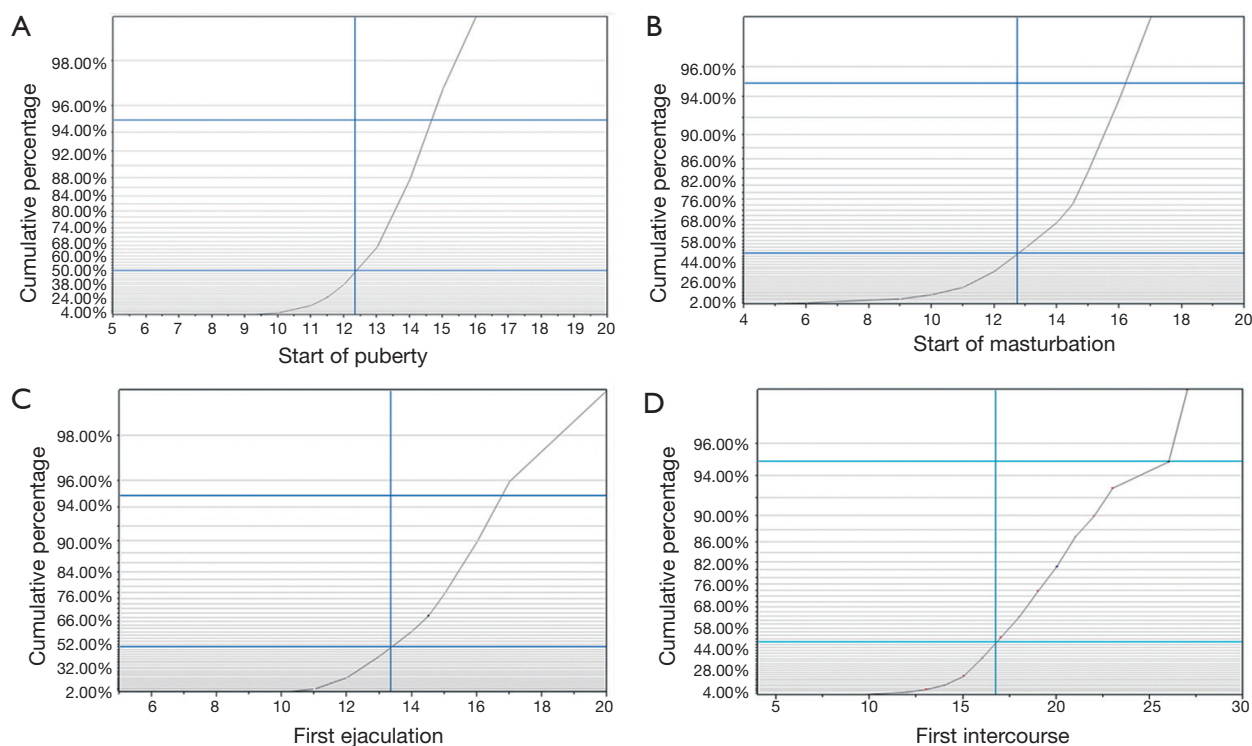 A
Cumulative percentage
98.00%
96.00%
94.00%
92.00%
88.00%
84.00%
80.00%
74.00%
68.00%
60.00%
50.00%
38.00%
24.00%
4.00%
5 6 7 8 9 10 11 12 13 14 15 16 17 18 19 20
Start of puberty
B
Cumulative percentage
96.00%
94.00%
90.00%
86.00%
82.00%
76.00%
68.00%
58.00%
44.00%
26.00%
2.00%
4 6 8 10 12 14 16 18 20
Start of masturbation
C
Cumulative percentage
98.00%
96.00%
94.00%
90.00%
84.00%
76.00%
66.00%
52.00%
32.00%
2.00%
6 8 10 12 14 16 18 20
First ejaculation
D
Cumulative percentage
96.00%
94.00%
90.00%
86.00%
82.00%
76.00%
68.00%
58.00%
44.00%
28.00%
4.00%
5 10 15 20 25 30
First intercourse